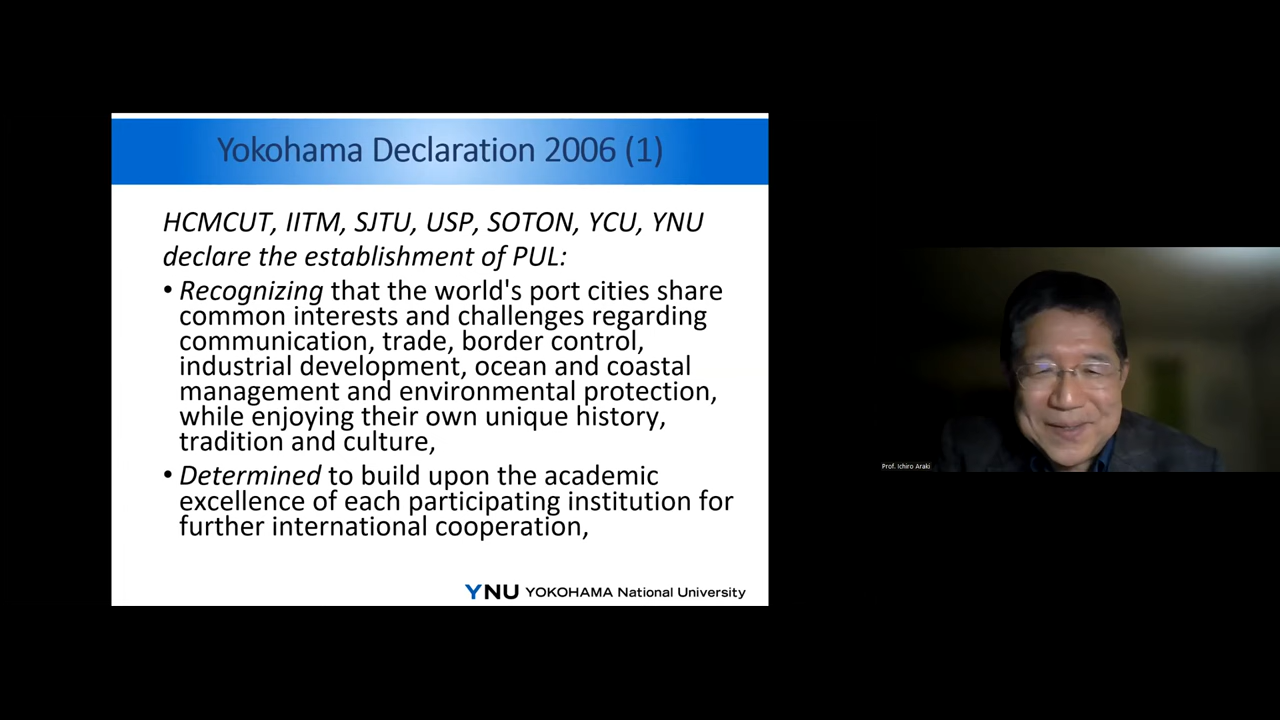 Yokohama Declaration 2006 (1)
HCMCUT, IITM, SJTU, USP, SOTON, YCU, YNU
declare the establishment of PUL:
• Recognizing that the world's port cities share
common interests and challenges regarding
communication, trade, border control,
industrial development, ocean and coastal
management and environmental protection,
while enjoying their own unique history,
tradition and culture,
• Determined to build upon the academic
excellence of each participating institution for
further international cooperation,
YNU YOKOHAMA National University
Prof. Ichiro Araki